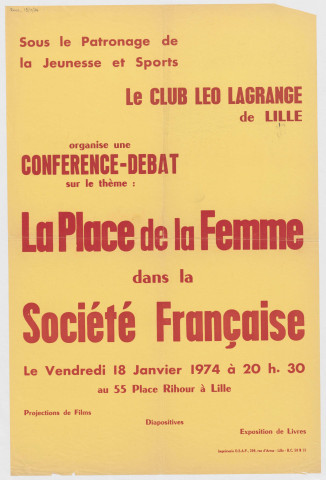 Sous le Patronage de
la Jeunesse et Sports
Le CLUB LEO LAGRANGE
de LILLE
organise une
CONFERENCE-DEBAT
sur le thème :
La Place de la Femme
dans la
Société Française
Le Vendredi 18 Janvier 1974 à 20 h. 30
au 55 Place Rihour à Lille
Projections de Films
Diapositives
Exposition de Livres